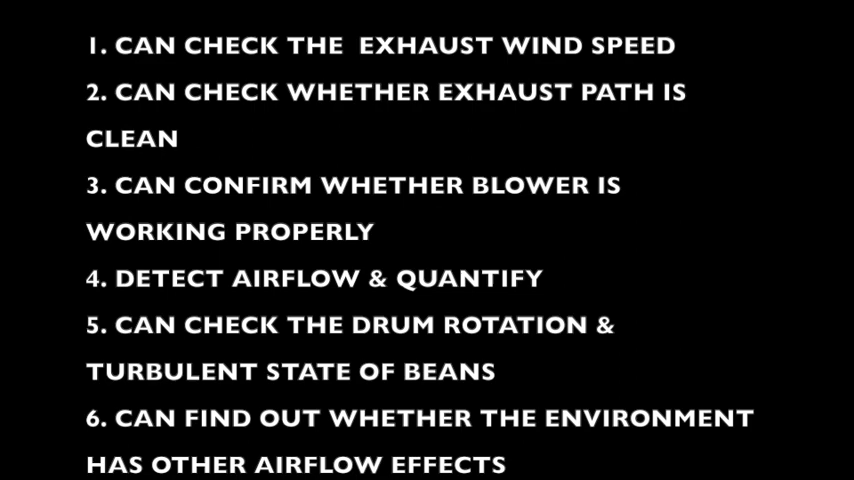 1. CAN CHECK THE  EXHAUST WIND SPEED
2. CAN CHECK WHETHER EXHAUST PATH IS
CLEAN
3. CAN CONFIRM WHETHER BLOWER IS
WORKING PROPERLY
4. DETECT AIRFLOW & QUANTIFY
5. CAN CHECK THE DRUM ROTATION &
TURBULENT STATE OF BEANS
6. CAN FIND OUT WHETHER THE ENVIRONMENT
HAS OTHER AIRFLOW EFFECTS